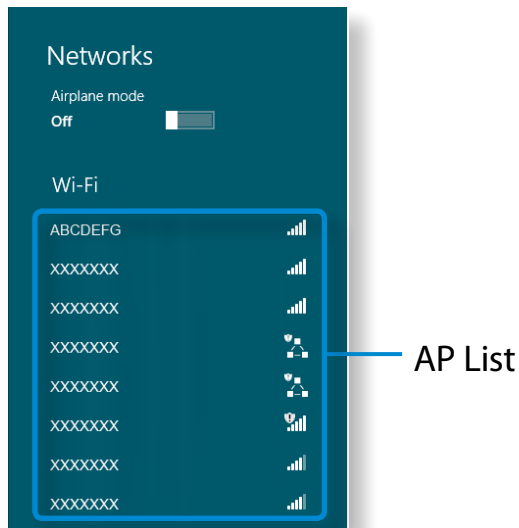 Networks
Airplane mode
Off
Wi-Fi
ABCDEFG
XXXXXXX
XXXXXXX
XXXXXXX
AP List
XXXXXXX
XXXXXXX
XXXXXXX
XXXXXXX